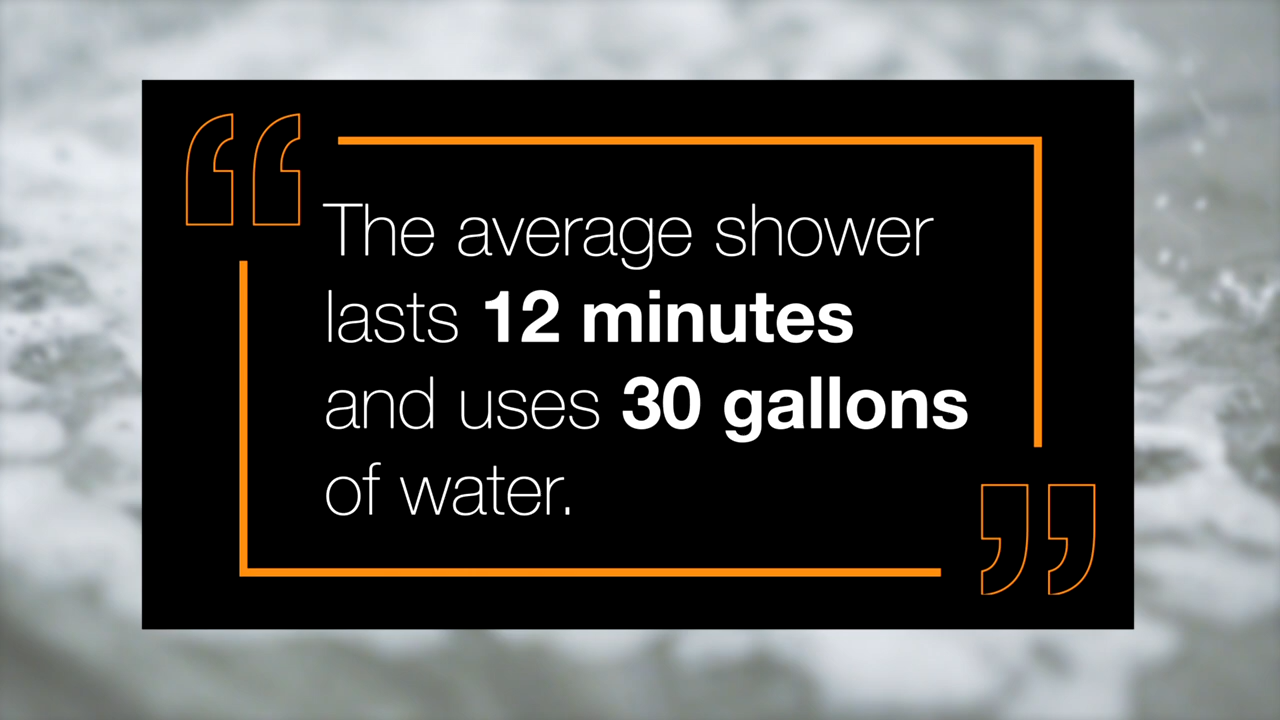 “
The average shower
lasts 12 minutes
and uses 30 gallons
of water.
”